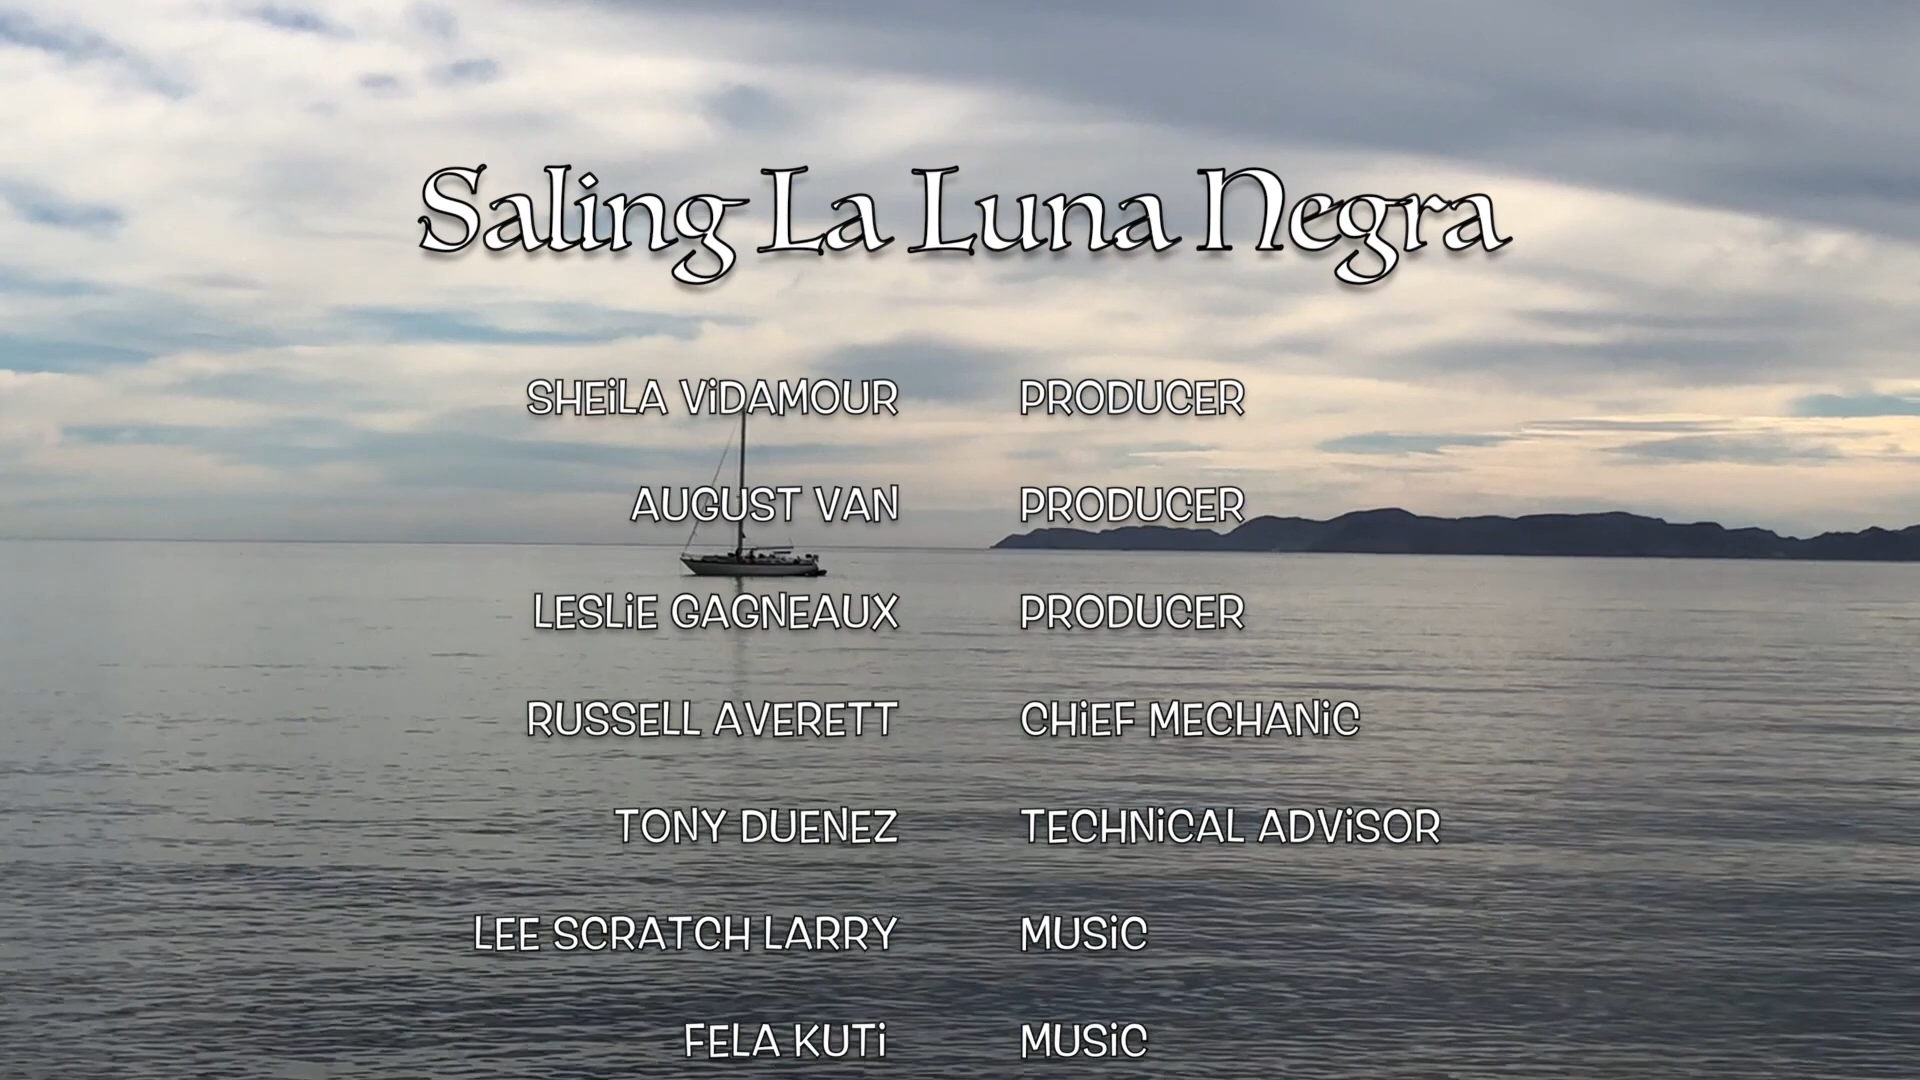 Saling La Luna Negra
SHEiLA ViDAMOUR PRODUCER
AUGUST VAN PRODUCER
LESLiE GAGNEAUX PRODUCER
RUSSELL AVERETT CHiEF MECHANiC
TONY DUENEZ TECHNiCAL ADViSOR
LEE SCRATCH LARRY MUSiC
FELA KUTi MUSiC